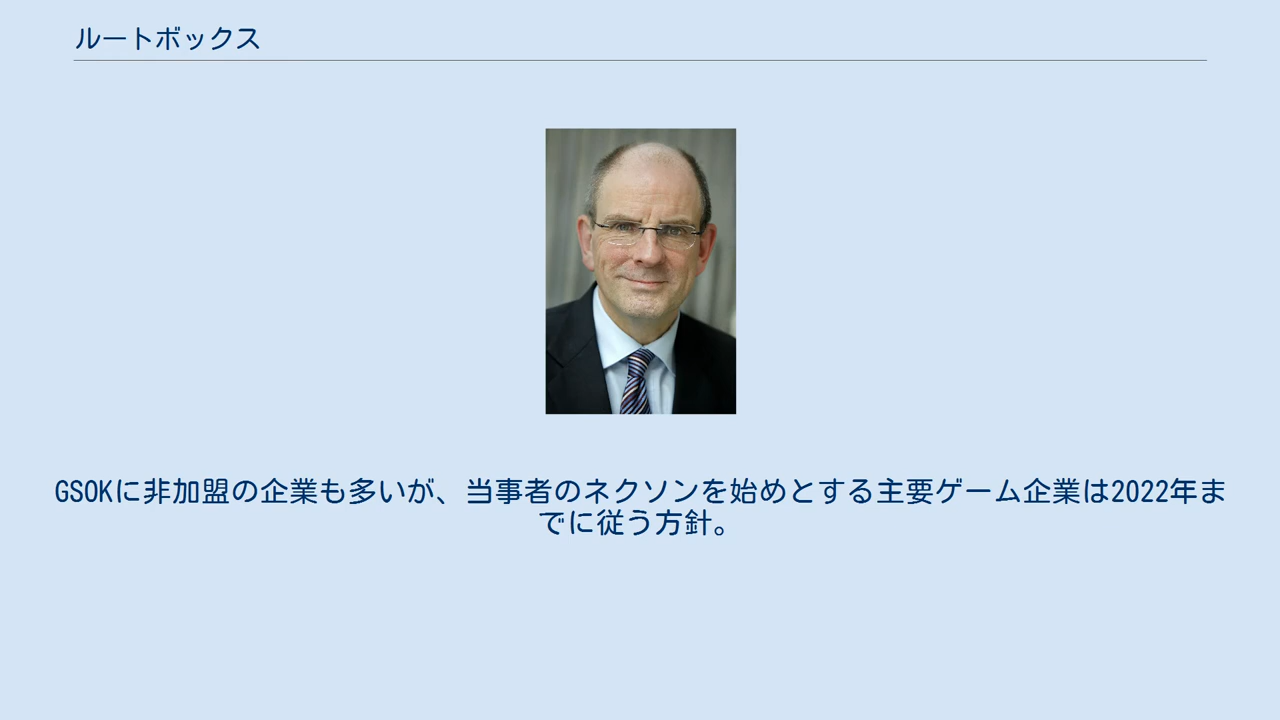 ルートボックス
GSOKに非加盟の企業も多いが、当事者のネクソンを始めとする主要ゲーム企業は2022年ま
でに従う方針。